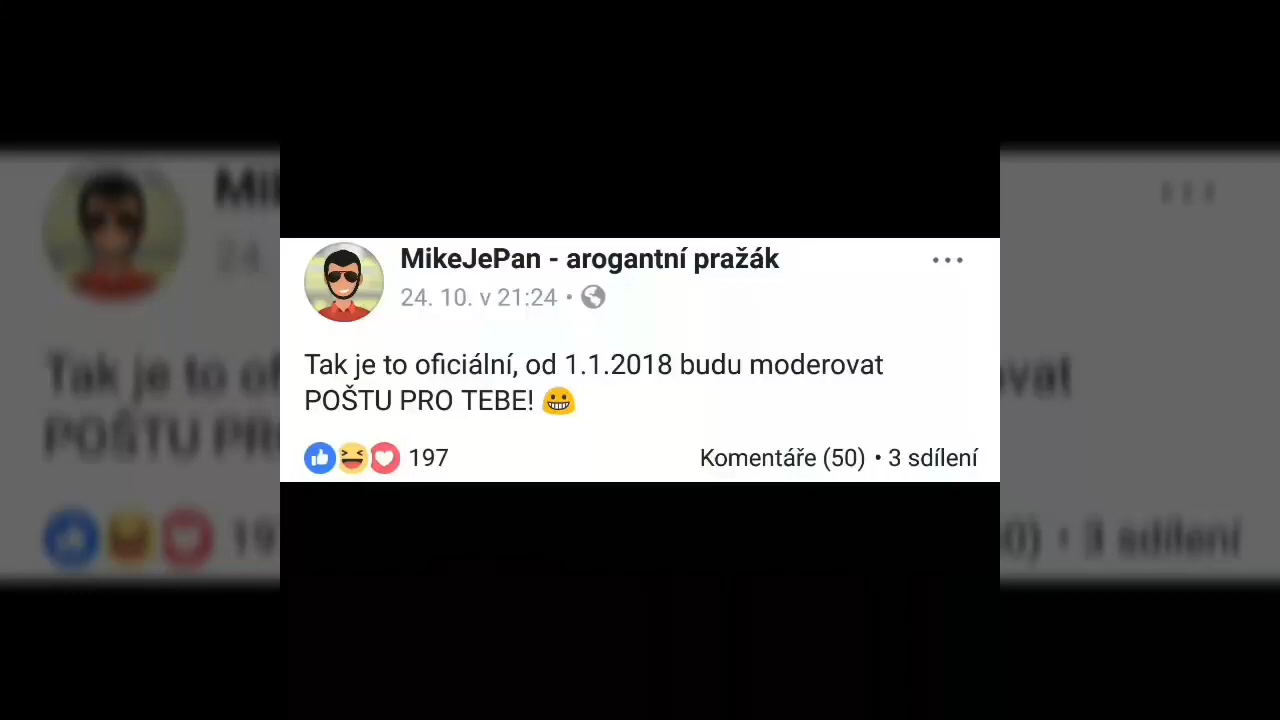 MikeJePan - arogantní pražák
24. 10. v 21:24 •
Tak je to oficiální, od 1.1.2018 budu moderovat
POŠTU PRO TEBE! 😀
197
Komentáře (50) • 3 sdílení